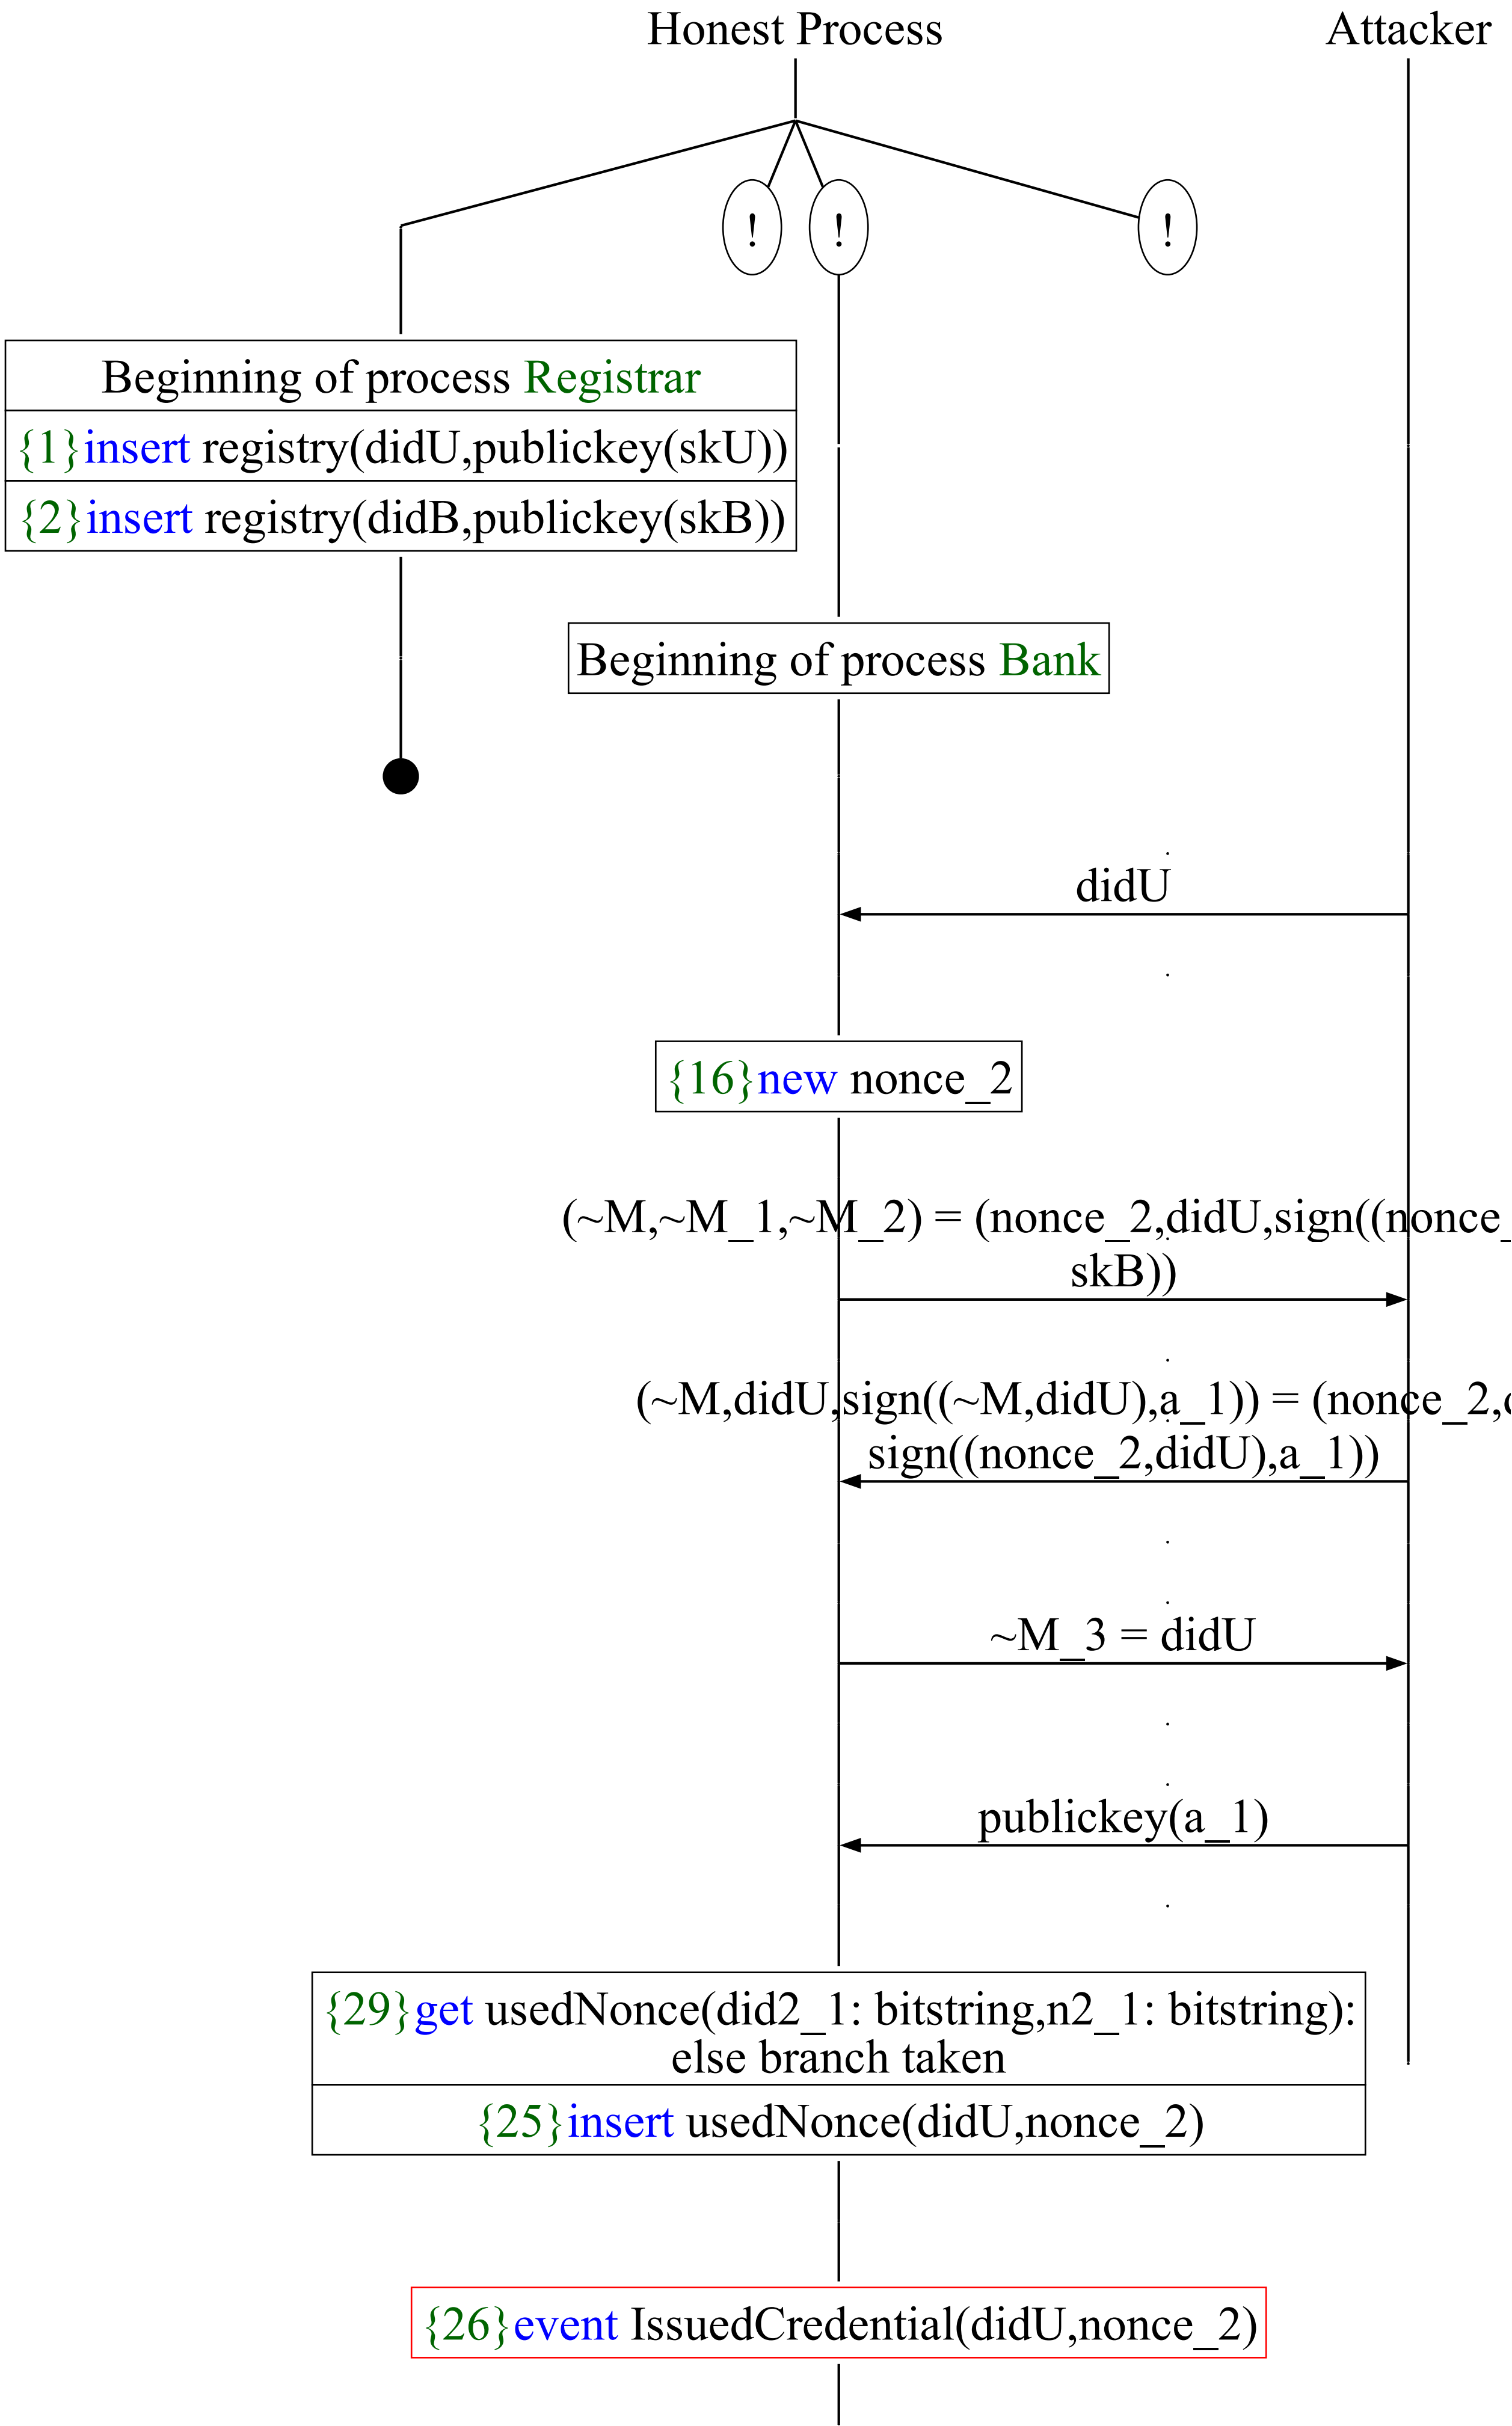 Honest Process
Attacker
!
!
!
Beginning of process Registrar
{1}insert registry(didU,publickey(skU))
{2}insert registry(didB,publickey(skB))
Beginning of process Bank
didU
{16}new nonce_2
(~M,~M_1,~M_2) = (nonce_2,didU,sign((nonce_
skB))
(~M,didU,sign((~M,didU),a_1)) = (nonce_2,
sign((nonce_2,didU),a_1))
~M_3 = didU
publickey(a_1)
{29}get usedNonce(did2_1: bitstring,n2_1: bitstring):
else branch taken
{25}insert usedNonce(didU,nonce_2)
{26}event IssuedCredential(didU,nonce_2)